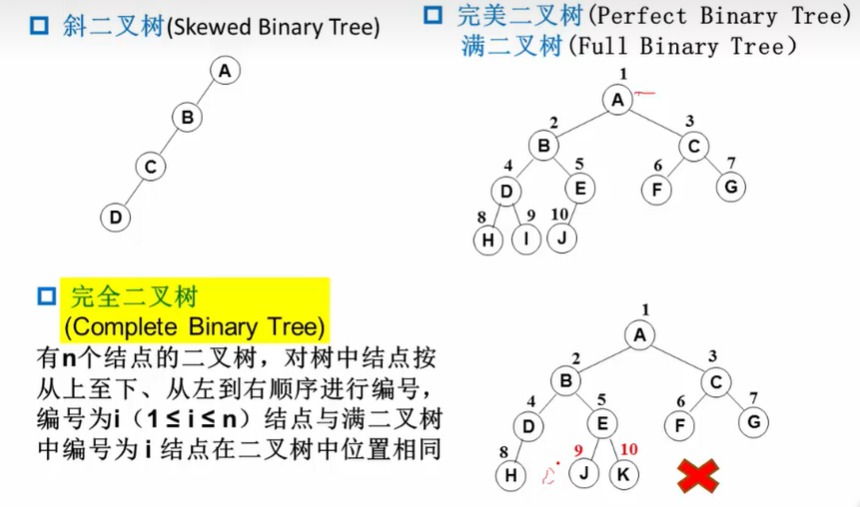 斜二叉树(Skewed Binary Tree)
A
B
C
D
完美二叉树(Perfect Binary Tree)
满二叉树(Full Binary Tree)
1
A
2
3
B
C
4
5
6
7
D
E
F
G
8
9
10
H
I
J
完全二叉树
(Complete Binary Tree)
有n个结点的二叉树，对树中结点按
从上至下、从左到右顺序进行编号，
编号为i（1≤i≤n）结点与满二叉树
中编号为 i 结点在二叉树中位置相同
1
A
2
3
B
C
4
5
6
7
D
E
F
G
8
9
10
H
J
K